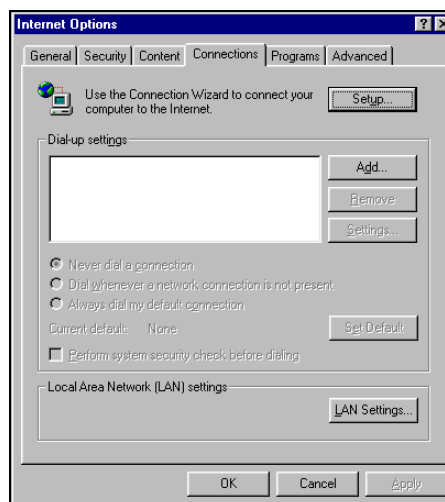 Internet Options
General Security Content Connections Programs Advanced
Use the Connection Wizard to connect your
computer to the Internet.
Setup...
Dial-up settings
Add...
Remove
Settings...
Never dial a connection
Dial whenever a network connection is not present
Always dial my default connection
Current default: None
Set Default
Perform system security check before dialing
Local Area Network (LAN) settings
LAN Settings...
OK Cancel Apply